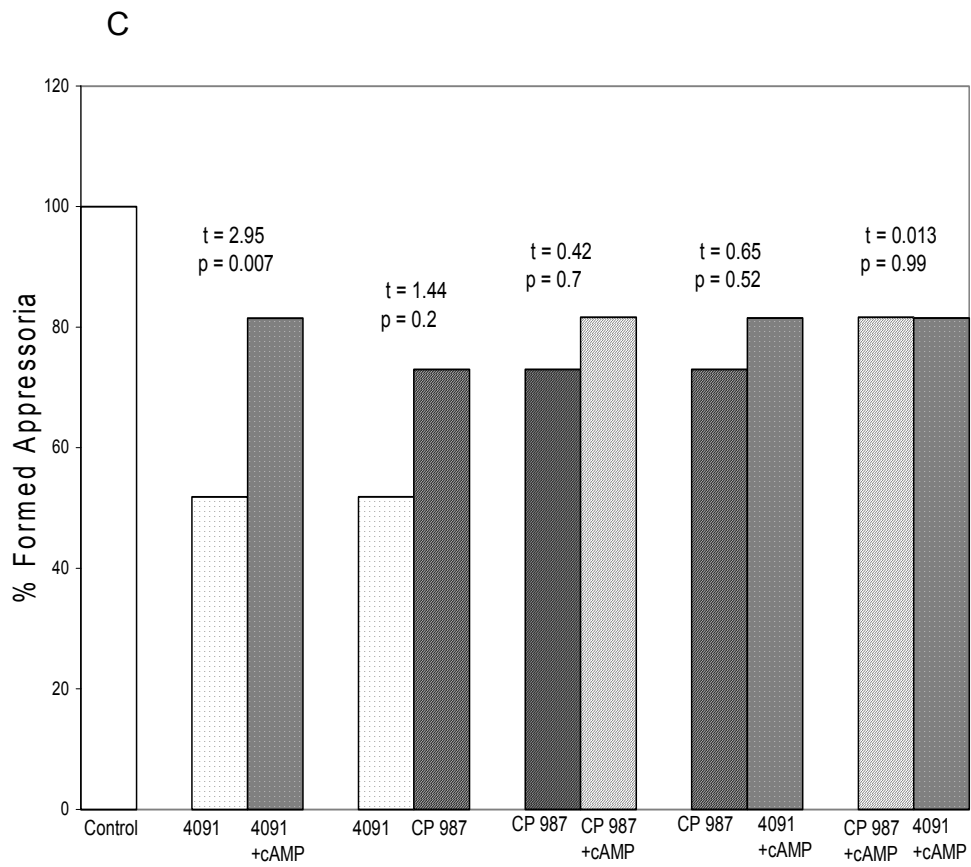 C
% Formed Appressoria
120
100
80
60
40
20
0
t = 2.95
p = 0.007
t = 1.44
p = 0.2
t = 0.42
p = 0.7
t = 0.65
p = 0.52
t = 0.013
p = 0.99
Control
4091
4091
+cAMP
4091
CP 987
CP 987
CP 987
+cAMP
CP 987
4091
+cAMP
CP 987
+cAMP
4091
+cAMP